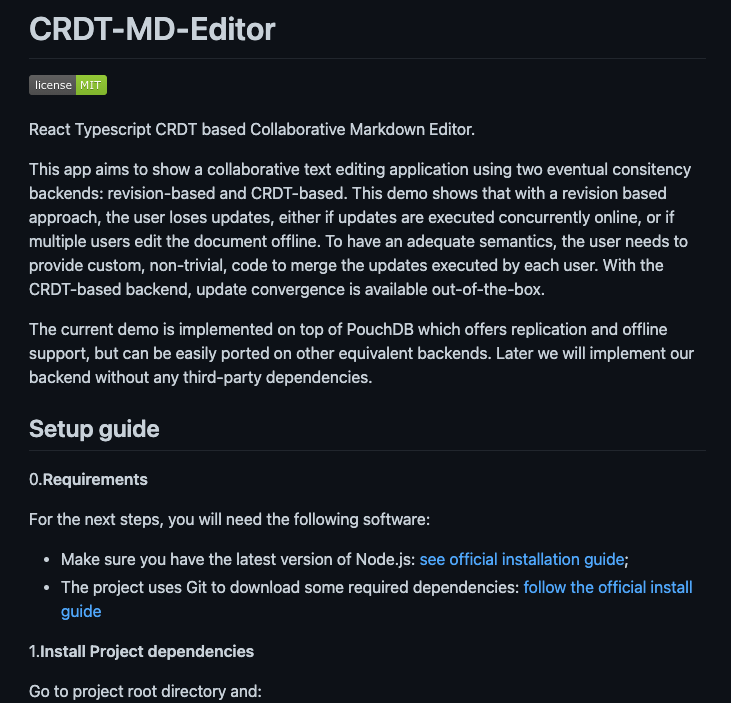 CRDT-MD-Editor
license MIT
React Typescript CRDT based Collaborative Markdown Editor.
This app aims to show a collaborative text editing application using two eventual consitency
backends: revision-based and CRDT-based. This demo shows that with a revision based
approach, the user loses updates, either if updates are executed concurrently online, or if
multiple users edit the document offline. To have an adequate semantics, the user needs to
provide custom, non-trivial, code to merge the updates executed by each user. With the
CRDT-based backend, update convergence is available out-of-the-box.
The current demo is implemented on top of PouchDB which offers replication and offline
support, but can be easily ported on other equivalent backends. Later we will implement our
backend without any third-party dependencies.
Setup guide
0.Requirements
For the next steps, you will need the following software:
• Make sure you have the latest version of Node.js: see official installation guide;
• The project uses Git to download some required dependencies: follow the official install
guide
1.Install Project dependencies
Go to project root directory and: